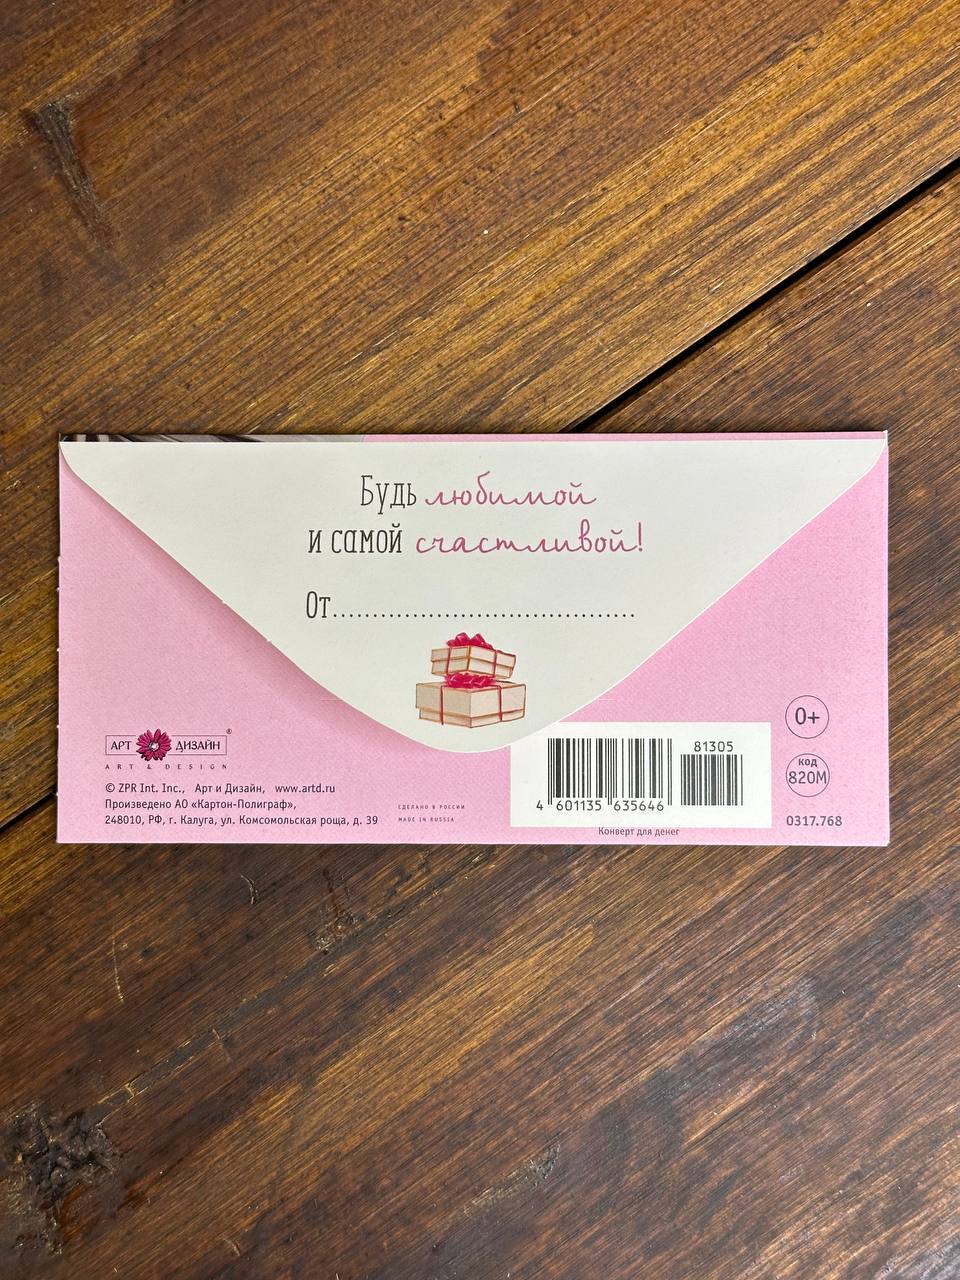 Будь любимой
и самой счастливой!
От......................................
АРТ ДИЗАЙН ®
ART & DESIGN
© ZPR Int. Inc., Арт и Дизайн, www.artd.ru
Произведено АО «Картон-Полиграф»,
248010, РФ, г. Калуга, ул. Комсомольская роща, д. 39
СДЕЛАНО В РОССИИ
MADE IN RUSSIA
81305
4 601135 635646
Конверт для денег
0+
код
820М
0317.768